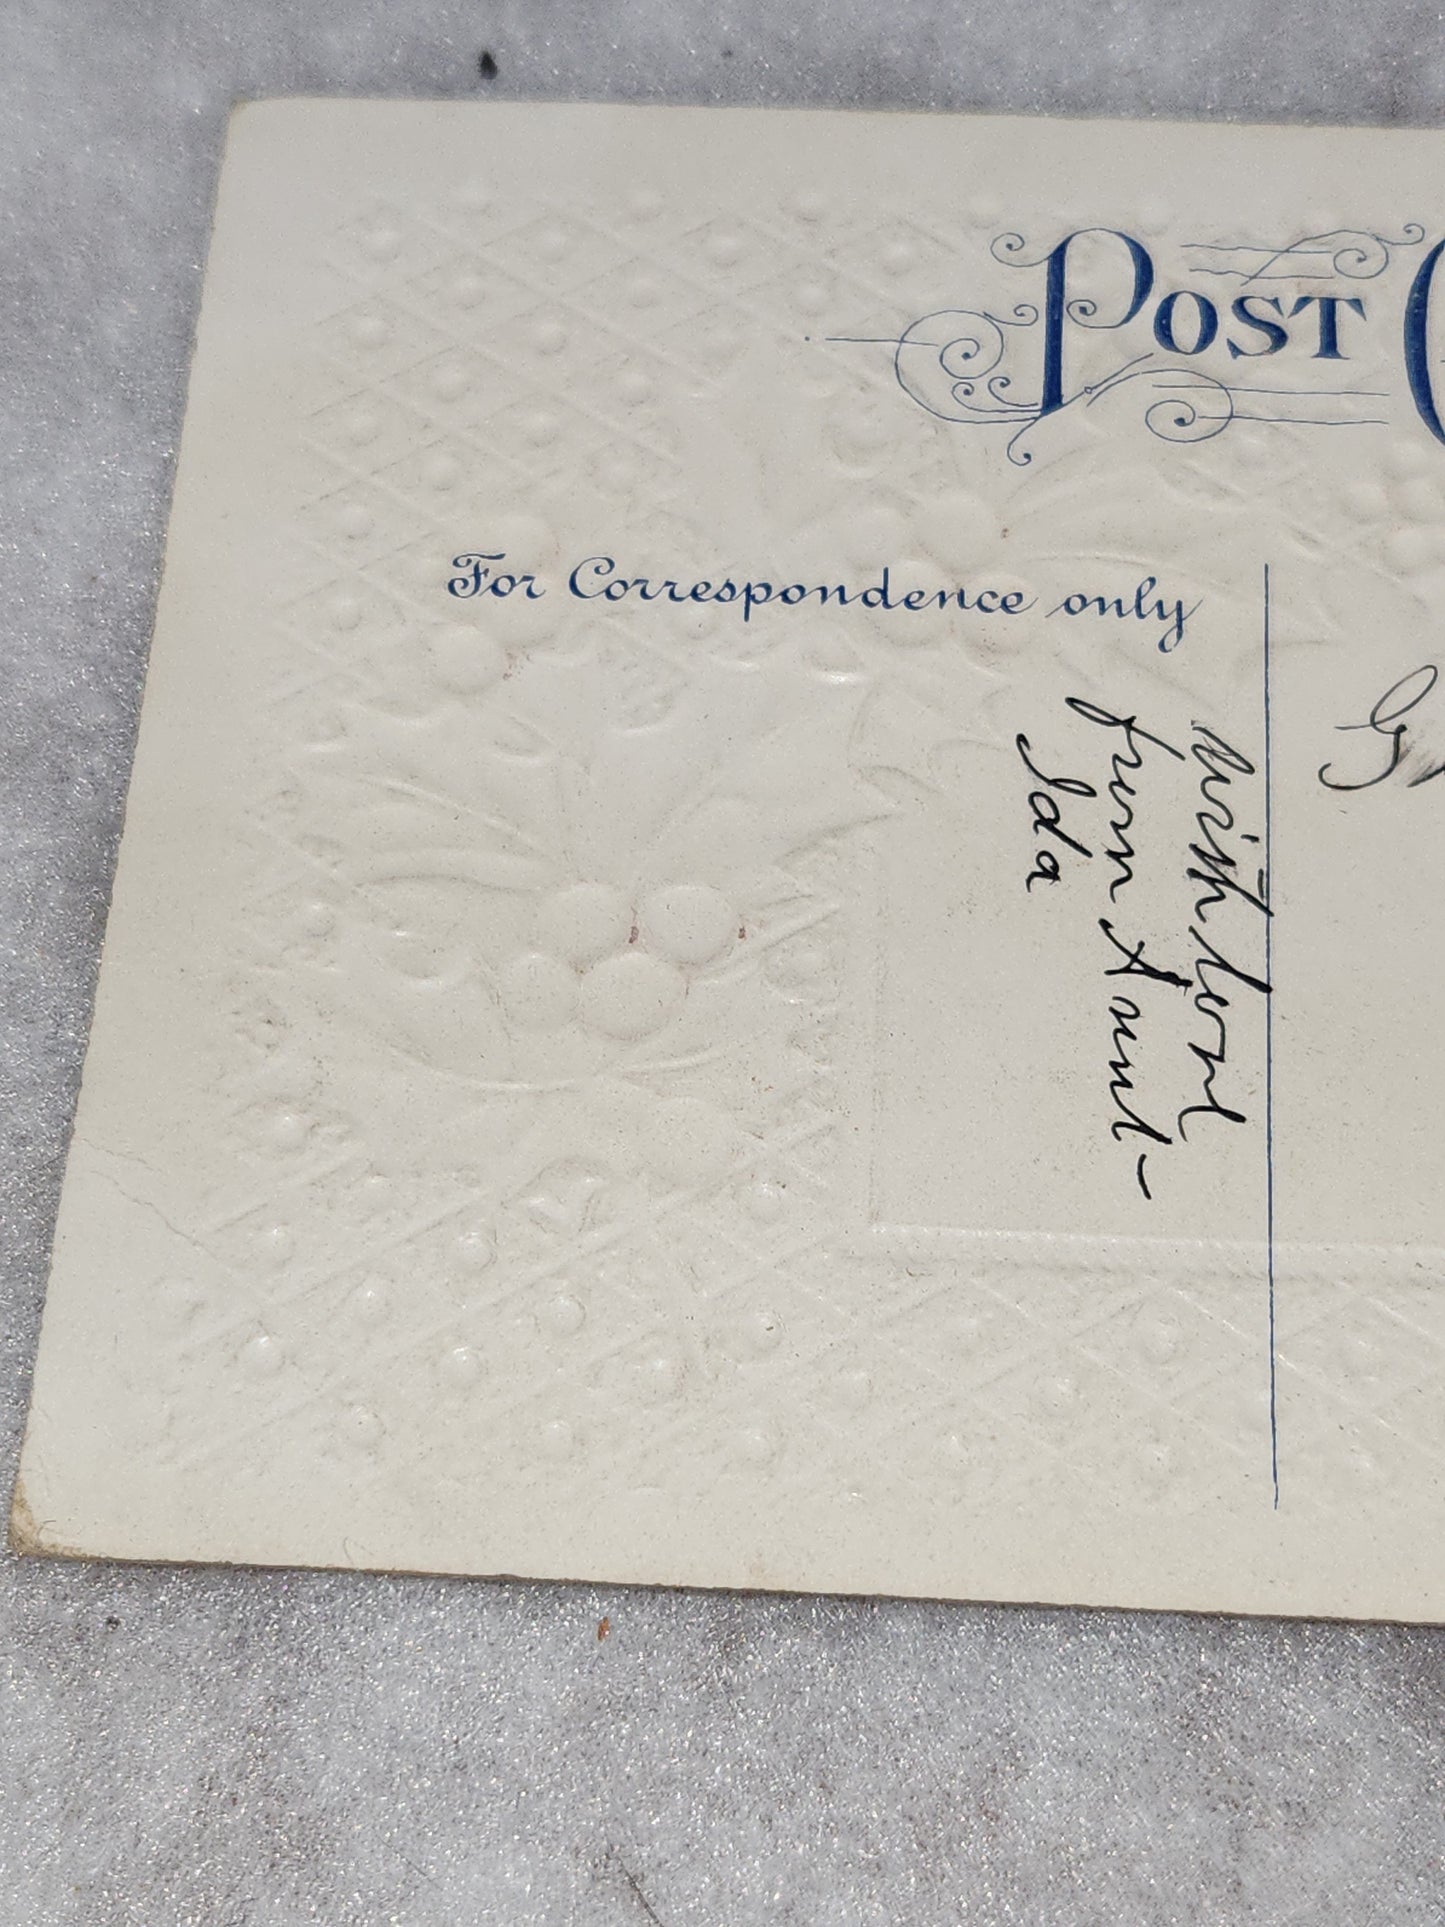 POST C
For Correspondence only
G
With love
from Aunt
Ida